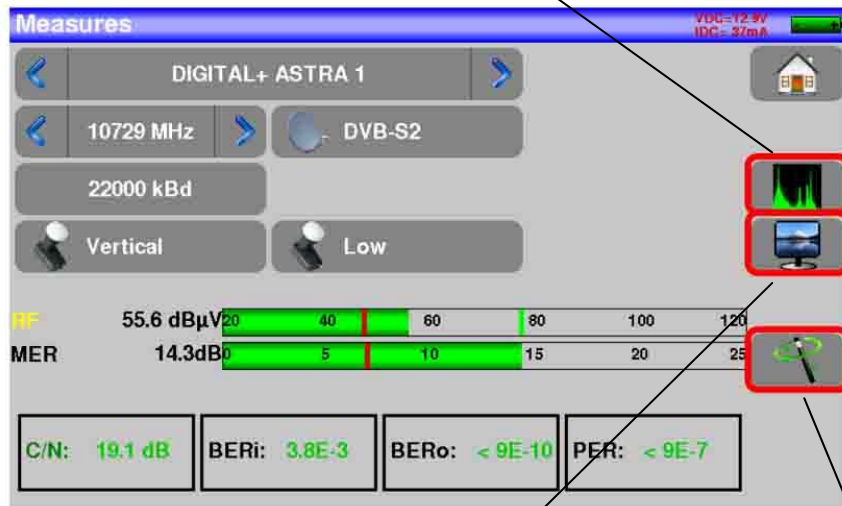 Measures
VDC=12.9V
IDC= 37mA
DIGITAL+ ASTRA 1
10729 MHz
DVB-S2
22000 kBd
Vertical
Low
RF 55.6 dBµV 20 40 60 80 100 120
MER 14.3dB 0 5 10 15 20 25
C/N: 19.1 dB BERi: 3.8E-3 BERo: < 9E-10 PER: < 9E-7